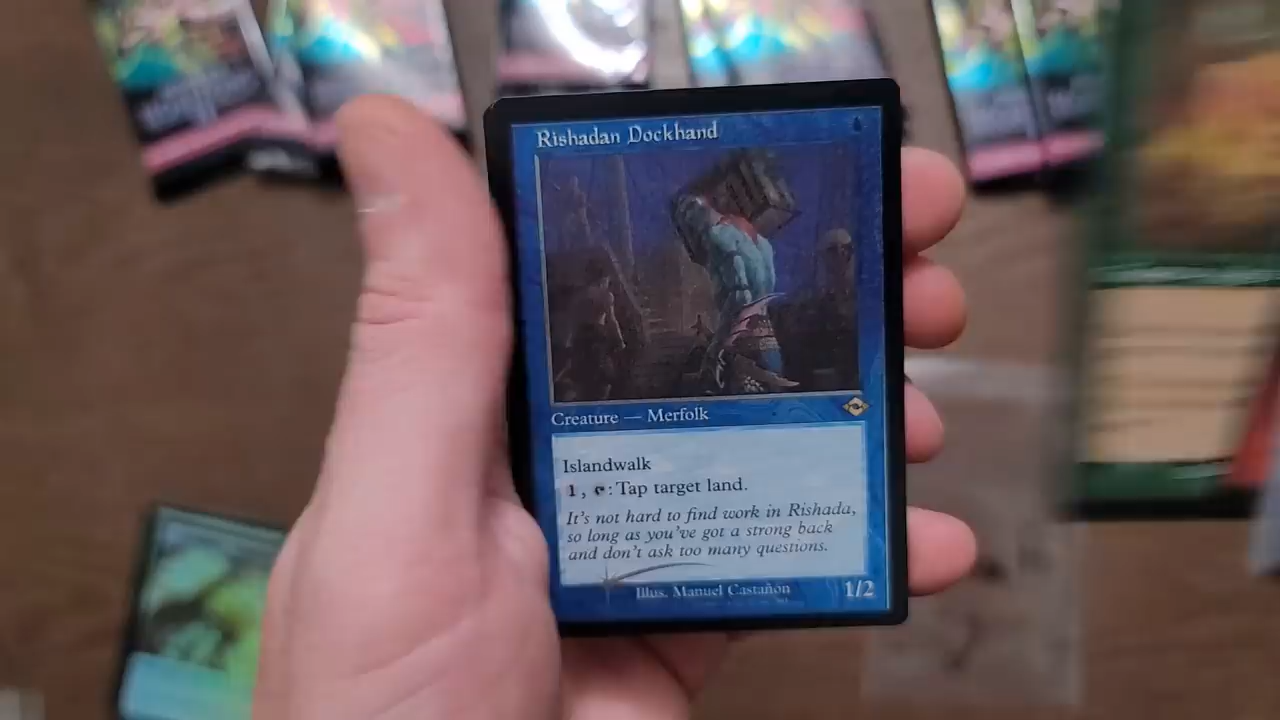 Rishadan Dockhand
Creature — Merfolk
Islandwalk
1, : Tap target land.
It's not hard to find work in Rishada,
so long as you've got a strong back
and don't ask too many questions.
Illus. Manuel Castañón
1/2